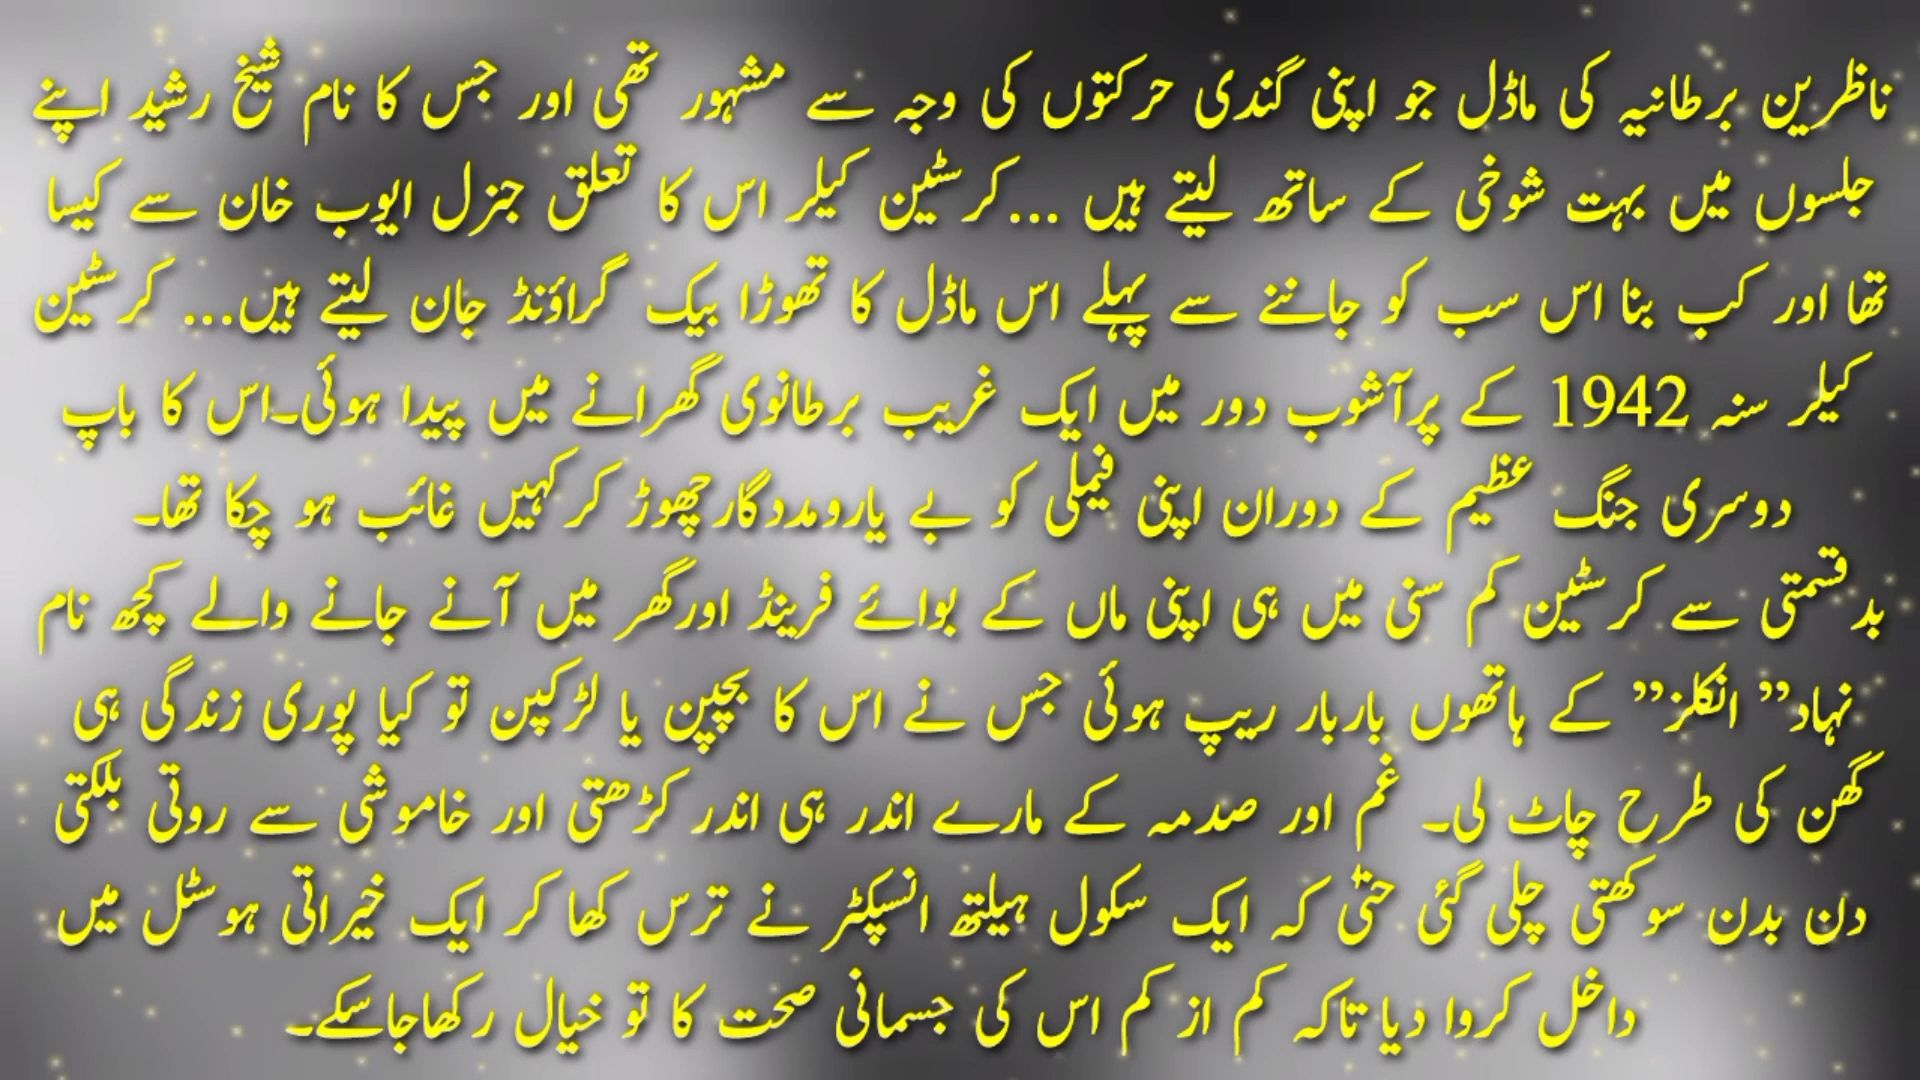 ناظرین برطانیہ کی ماڈل جو اپنی گندی حرکتوں کی وجہ سے مشہور تھی اور جس کا نام شیخ رشید اپنے
جلسوں میں بہت شوخی کے ساتھ لیتے ہیں ...کرسٹین کیلر اس کا تعلق جنرل ایوب خان سے کیسا
تھا اور کب بنا اس سب کو جاننے سے پہلے اس ماڈل کا تھوڑا بیک گراؤنڈ جان لیتے ہیں... کرسٹین
کیلر سنہ 1942 کے پرآشوب دور میں ایک غریب برطانوی گھرانے میں پیدا ہوئی۔اس کا باپ
دوسری جنگ عظیم کے دوران اپنی فیملی کو بے یارومددگار چھوڑ کر کہیں غائب ہو چکا تھا۔
بدقسمتی سے کرسٹین کم سنی میں ہی اپنی ماں کے بوائے فرینڈ اورگھر میں آنے جانے والے کچھ نام
نہاد” انکلز” کے ہاتھوں باربار ریپ ہوئی جس نے اس کا بچپن یا لڑکپن تو کیا پوری زندگی ہی
گھن کی طرح چاٹ لی۔ غم اور صدمہ کے مارے اندر ہی اندر کڑھتی اور خاموشی سے روتی بلکتی
دن بدن سوکھتی چلی گئی حتیٰ کہ ایک سکول ہیلتھ انسپکٹر نے ترس کھا کر ایک خیراتی ہوسٹل میں
داخل کروا دیا تاکہ کم از کم اس کی جسمانی صحت کا تو خیال رکھاجاسکے۔